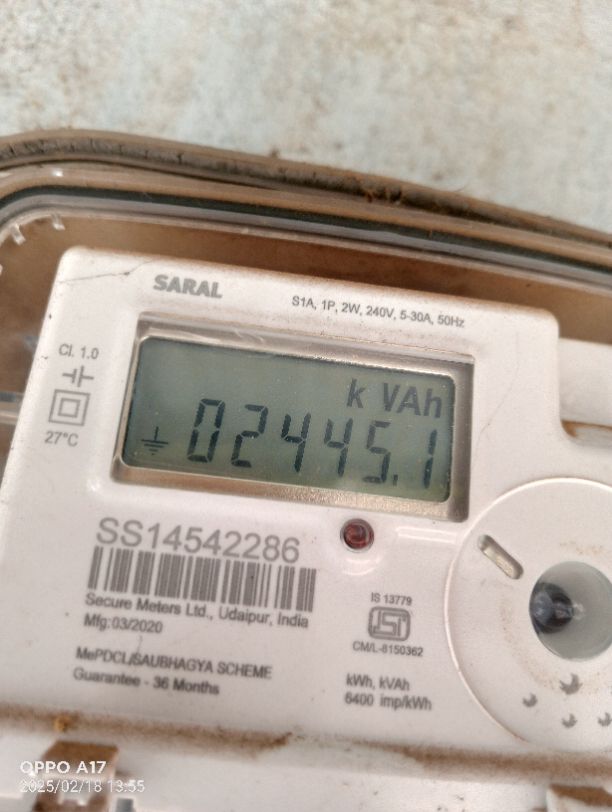 SARAL
S1A, 1P, 2W, 240V, 5-30A, 50Hz
Cl. 1.0
27°C
k VAh
02445.1
SS14542286
Secure Meters Ltd., Udaipur, India
Mfg:03/2020
MePDCL/SAUBHAGYA SCHEME
Guarantee - 36 Months
IS 13779
ISI
CM/L-8150362
kWh, kVAh
6400 imp/kWh
OPPO A17
2025/02/18 13:55